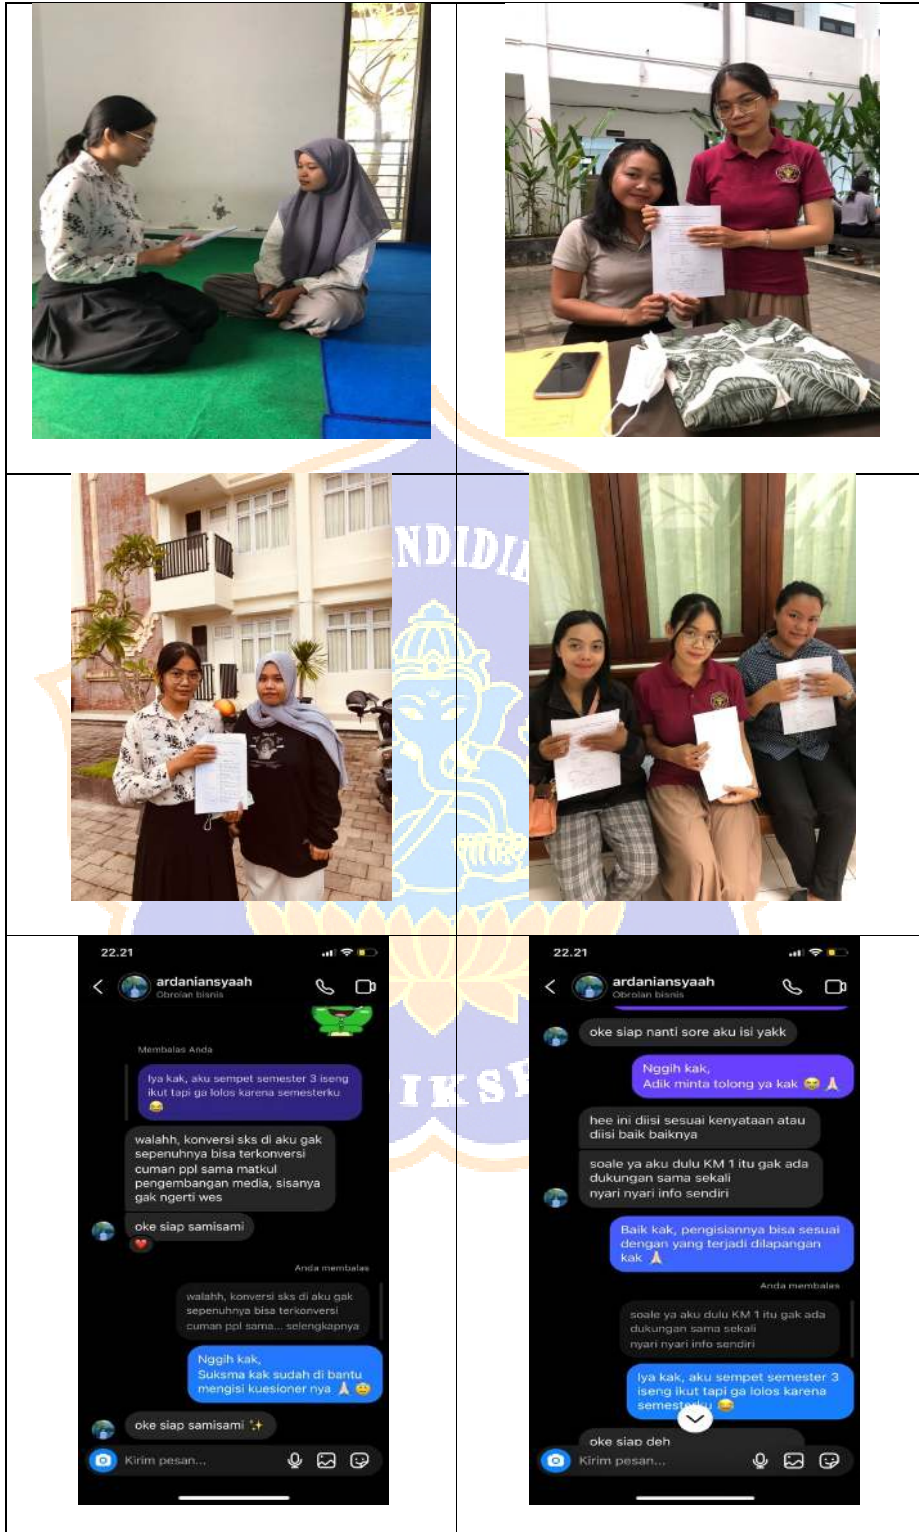 NDIDI
IKS
22.21
ardaniansyaah
Obrolan bisnis
Membalas Anda
Iya kak, aku sempet semester 3 iseng
ikut tapi ga lolos karena semesterku
😂
walahh, konversi sks di aku gak
sepenuhnya bisa terkonversi
cuman ppl sama matkul
pengembangan media, sisanya
gak ngerti wes
oke siap samisami
Anda membalas
walahh, konversi sks di aku gak
sepenuhnya bisa terkonversi
cuman ppl sama... selengkapnya
Nggih kak,
Suksma kak sudah di bantu
mengisi kuesioner nya 🙏🏻 🥲
oke siap samisami ✨
Kirim pesan...
22.21
ardaniansyaah
Obrolan bisnis
oke siap nanti sore aku isi yakk
Nggih kak,
Adik minta tolong ya kak 😂 🙏🏻
hee ini diisi sesuai kenyataan atau
diisi baik baiknya
soale ya aku dulu KM 1 itu gak ada
dukungan sama sekali
nyari nyari info sendiri
Baik kak, pengisiannya bisa sesuai
dengan yang terjadi dilapangan
kak 🙏🏻
Anda membalas
soale ya aku dulu KM 1 itu gak ada
dukungan sama sekali
nyari nyari info sendiri
Iya kak, aku sempet semester 3
iseng ikut tapi ga lolos karena
semesterku 😂
oke siap deh
Kirim pesan...